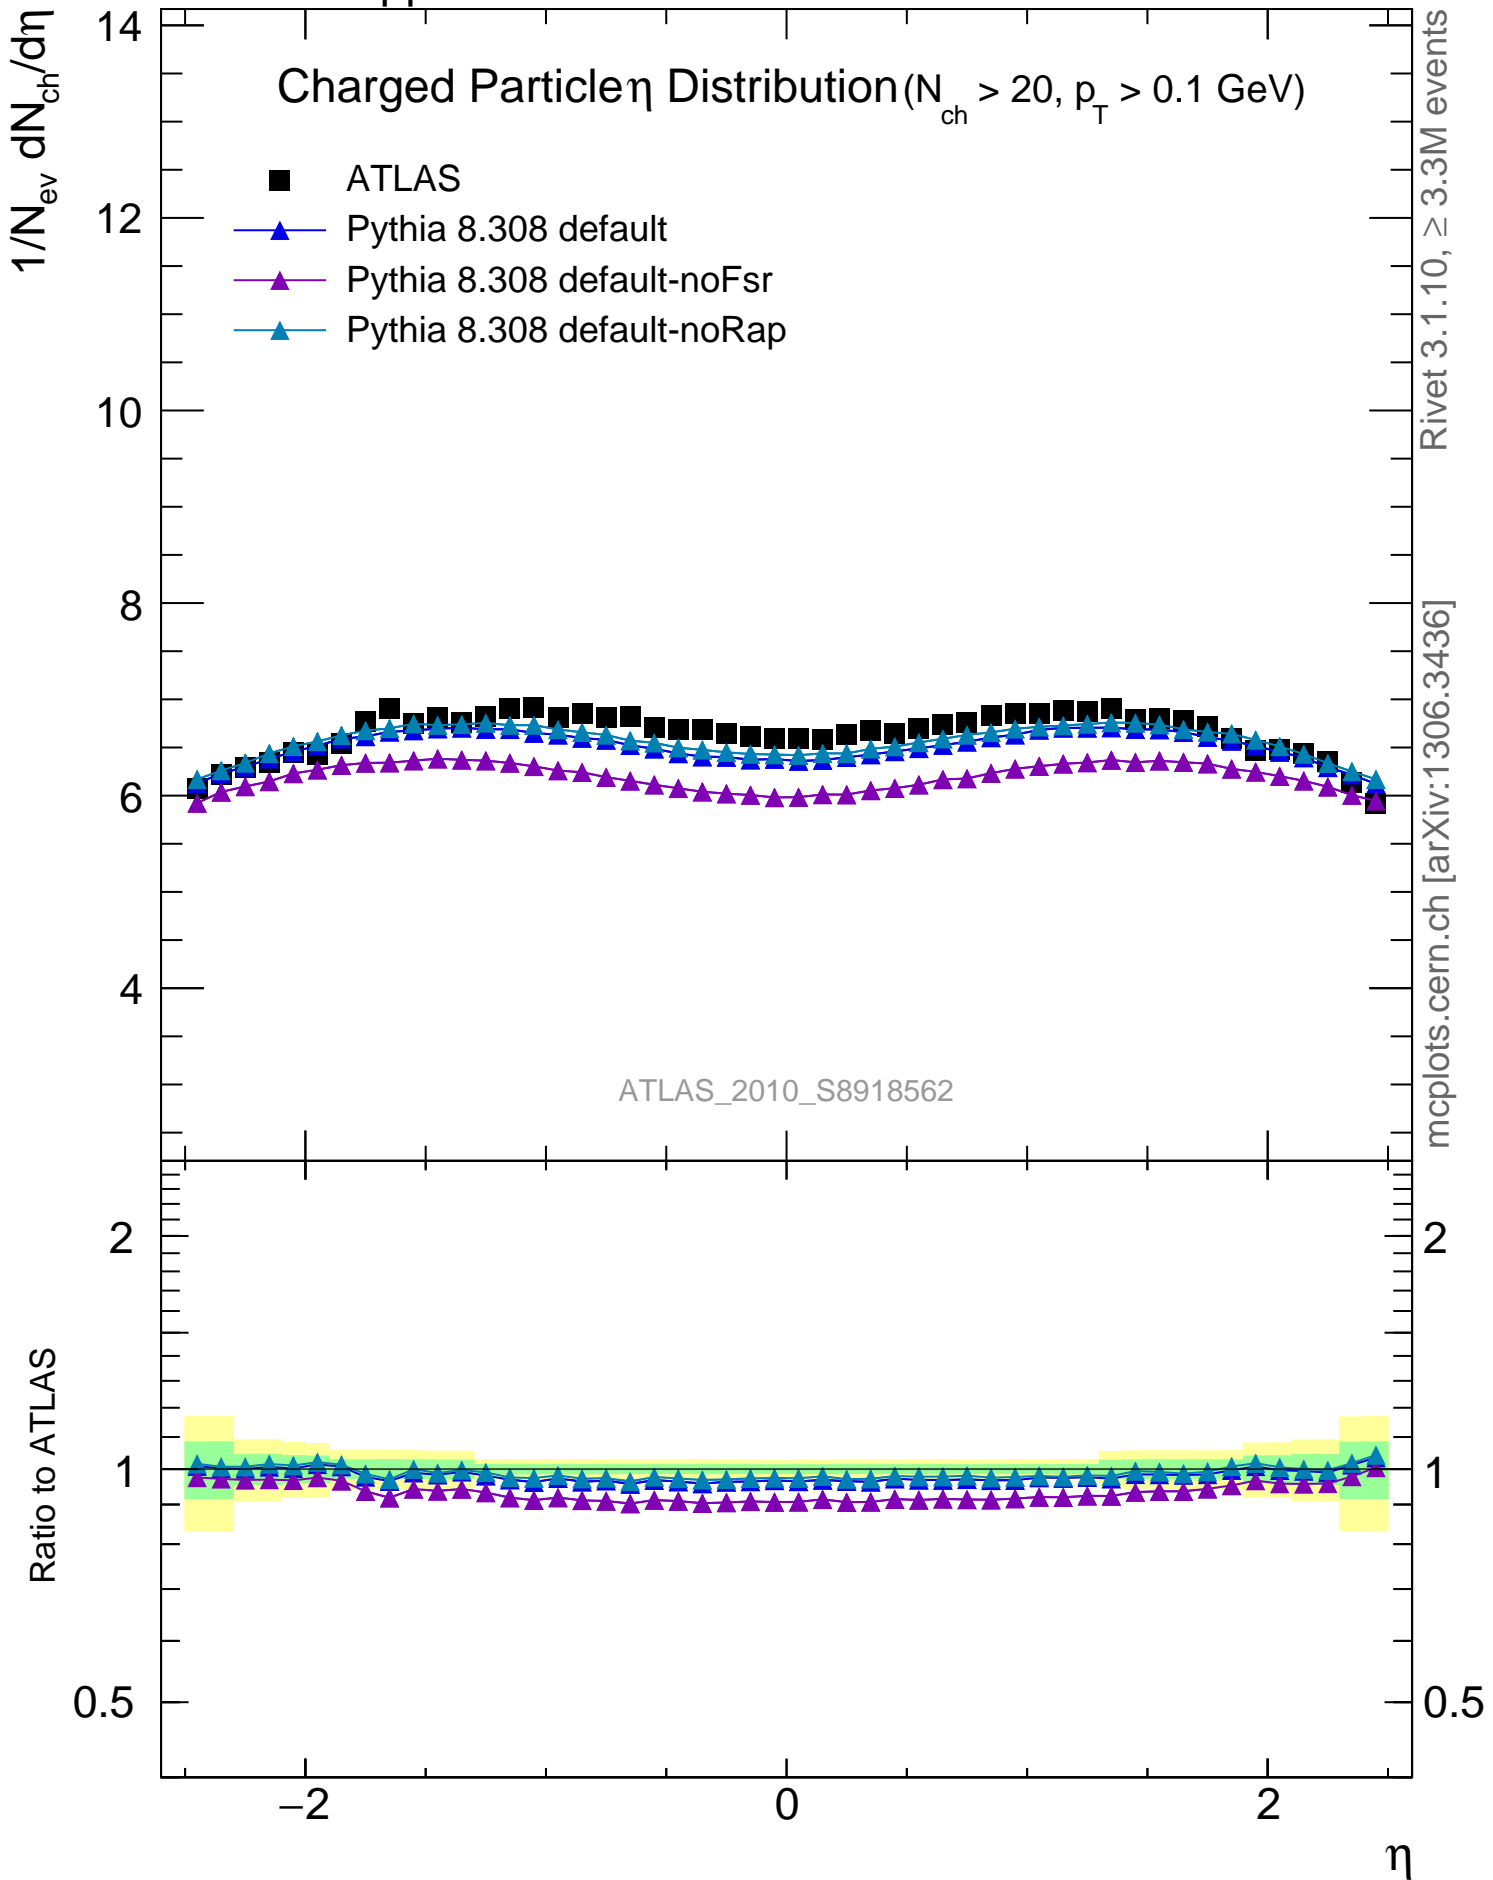 pp
1/N_ev dN_ch/dη
Charged Particle η Distribution (N_ch > 20, p_T > 0.1 GeV)
ATLAS
Pythia 8.308 default
Pythia 8.308 default-noFsr
Pythia 8.308 default-noRap
14
12
10
8
6
4
ATLAS_2010_S8918562
Rivet 3.1.10, ≥ 3.3M events
mcplots.cern.ch [arXiv:1306.3436]
Ratio to ATLAS
2
1
0.5
2
1
0.5
−2
0
2
η